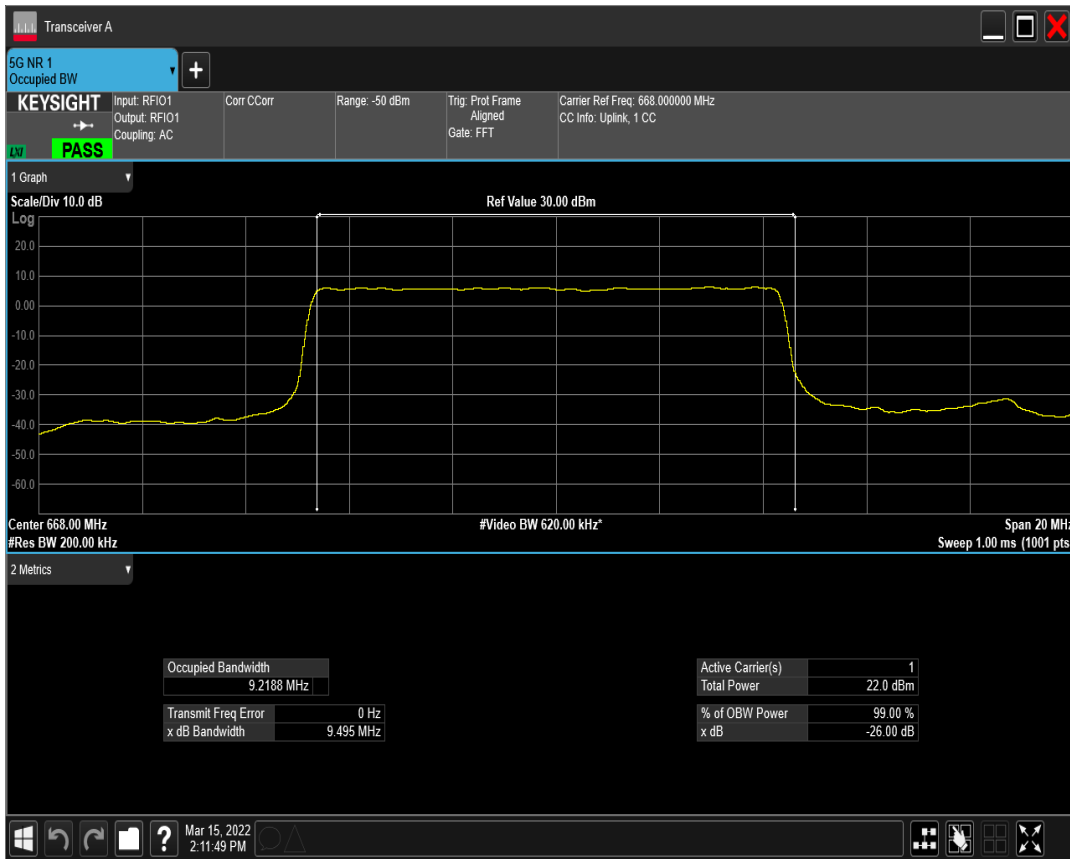 Transceiver A
5G NR 1
Occupied BW
KEYSIGHT
LXI
PASS
Input: RFIO1
Output: RFIO1
Coupling: AC
Corr CCorr
Range: -50 dBm
Trig: Prot Frame
Aligned
Gate: FFT
Carrier Ref Freq: 668.000000 MHz
CC Info: Uplink, 1 CC
1 Graph
Scale/Div 10.0 dB
Ref Value 30.00 dBm
Log
20.0
10.0
0.00
-10.0
-20.0
-30.0
-40.0
-50.0
-60.0
Center 668.00 MHz
#Video BW 620.00 kHz*
Span 20 MHz
#Res BW 200.00 kHz
Sweep 1.00 ms (1001 pts
2 Metrics
Occupied Bandwidth
9.2188 MHz
Transmit Freq Error 0 Hz
x dB Bandwidth 9.495 MHz
Active Carrier(s) 1
Total Power 22.0 dBm
% of OBW Power 99.00 %
x dB -26.00 dB
?
Mar 15, 2022
2:11:49 PM